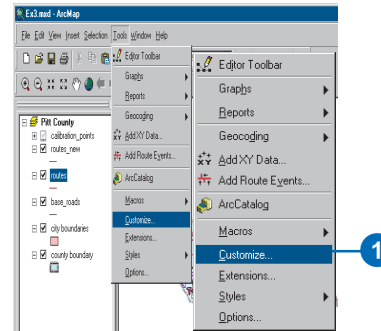 Ex3.mxd - ArcMap
File Edit View Insert Selection Tools Window Help
Editor Toolbar
Graphs
Reports
Geocoding
Add XY Data...
Add Route Events...
ArcCatalog
Macros
Customize...
Extensions...
Styles
Options...
Pitt County
calibration_points
routes_new
routes
base_roads
city boundaries
county boundary
Editor Toolbar
Graphs
Reports
Geocoding
Add XY Data...
Add Route Events...
ArcCatalog
Macros
Customize...
Extensions...
Styles
Options...
1